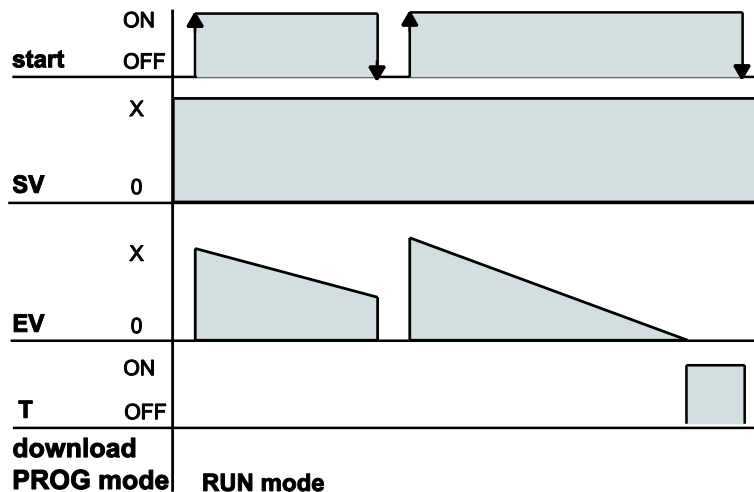 ON
start OFF
X
SV 0
X
EV 0
ON
T OFF
download
PROG mode RUN mode